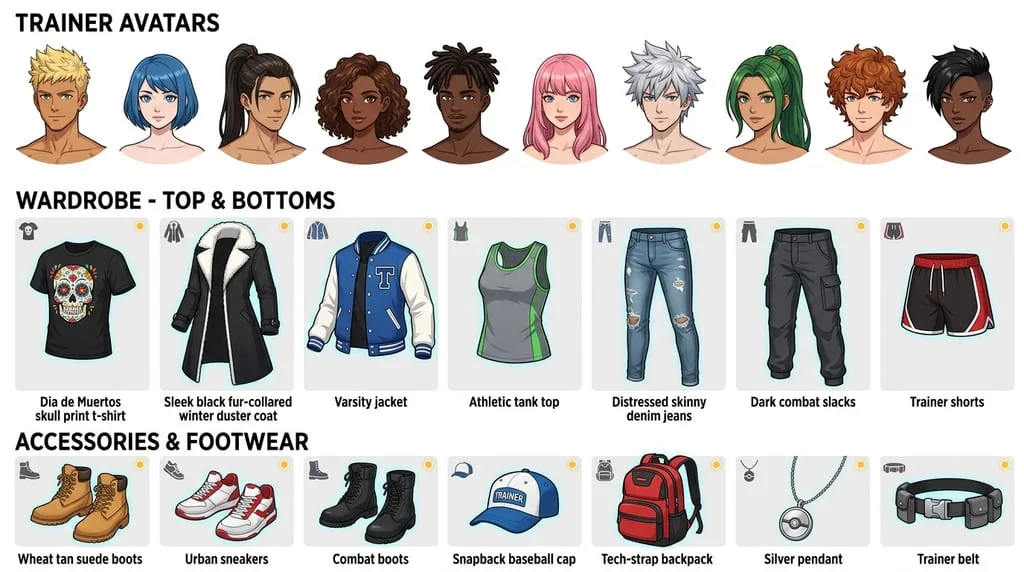 TRAINER AVATARS
WARDROBE - TOP & BOTTOMS
T
Dia de Muertos
skull print t-shirt
Sleek black fur-collared
winter duster coat
Varsity jacket
Athletic tank top
Distressed skinny
denim jeans
Dark combat slacks
Trainer shorts
ACCESSORIES & FOOTWEAR
TRAINER
Wheat tan suede boots
Urban sneakers
Combat boots
Snapback baseball cap
Tech-strap backpack
Silver pendant
Trainer belt